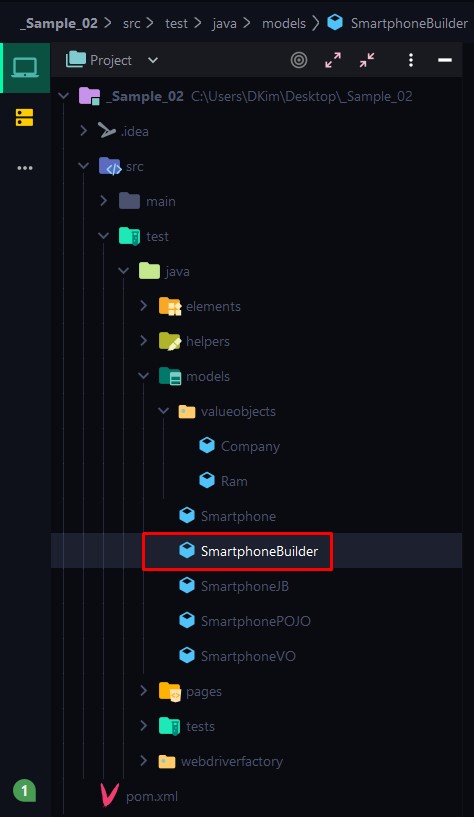 _Sample_02 > src > test > java > models > SmartphoneBuilder
Project
_Sample_02 C:\Users\DKim\Desktop\_Sample_02
.idea
src
main
test
java
elements
helpers
models
valueobjects
Company
Ram
Smartphone
SmartphoneBuilder
SmartphoneJB
SmartphonePOJO
SmartphoneVO
pages
tests
webdriverfactory
1
pom.xml